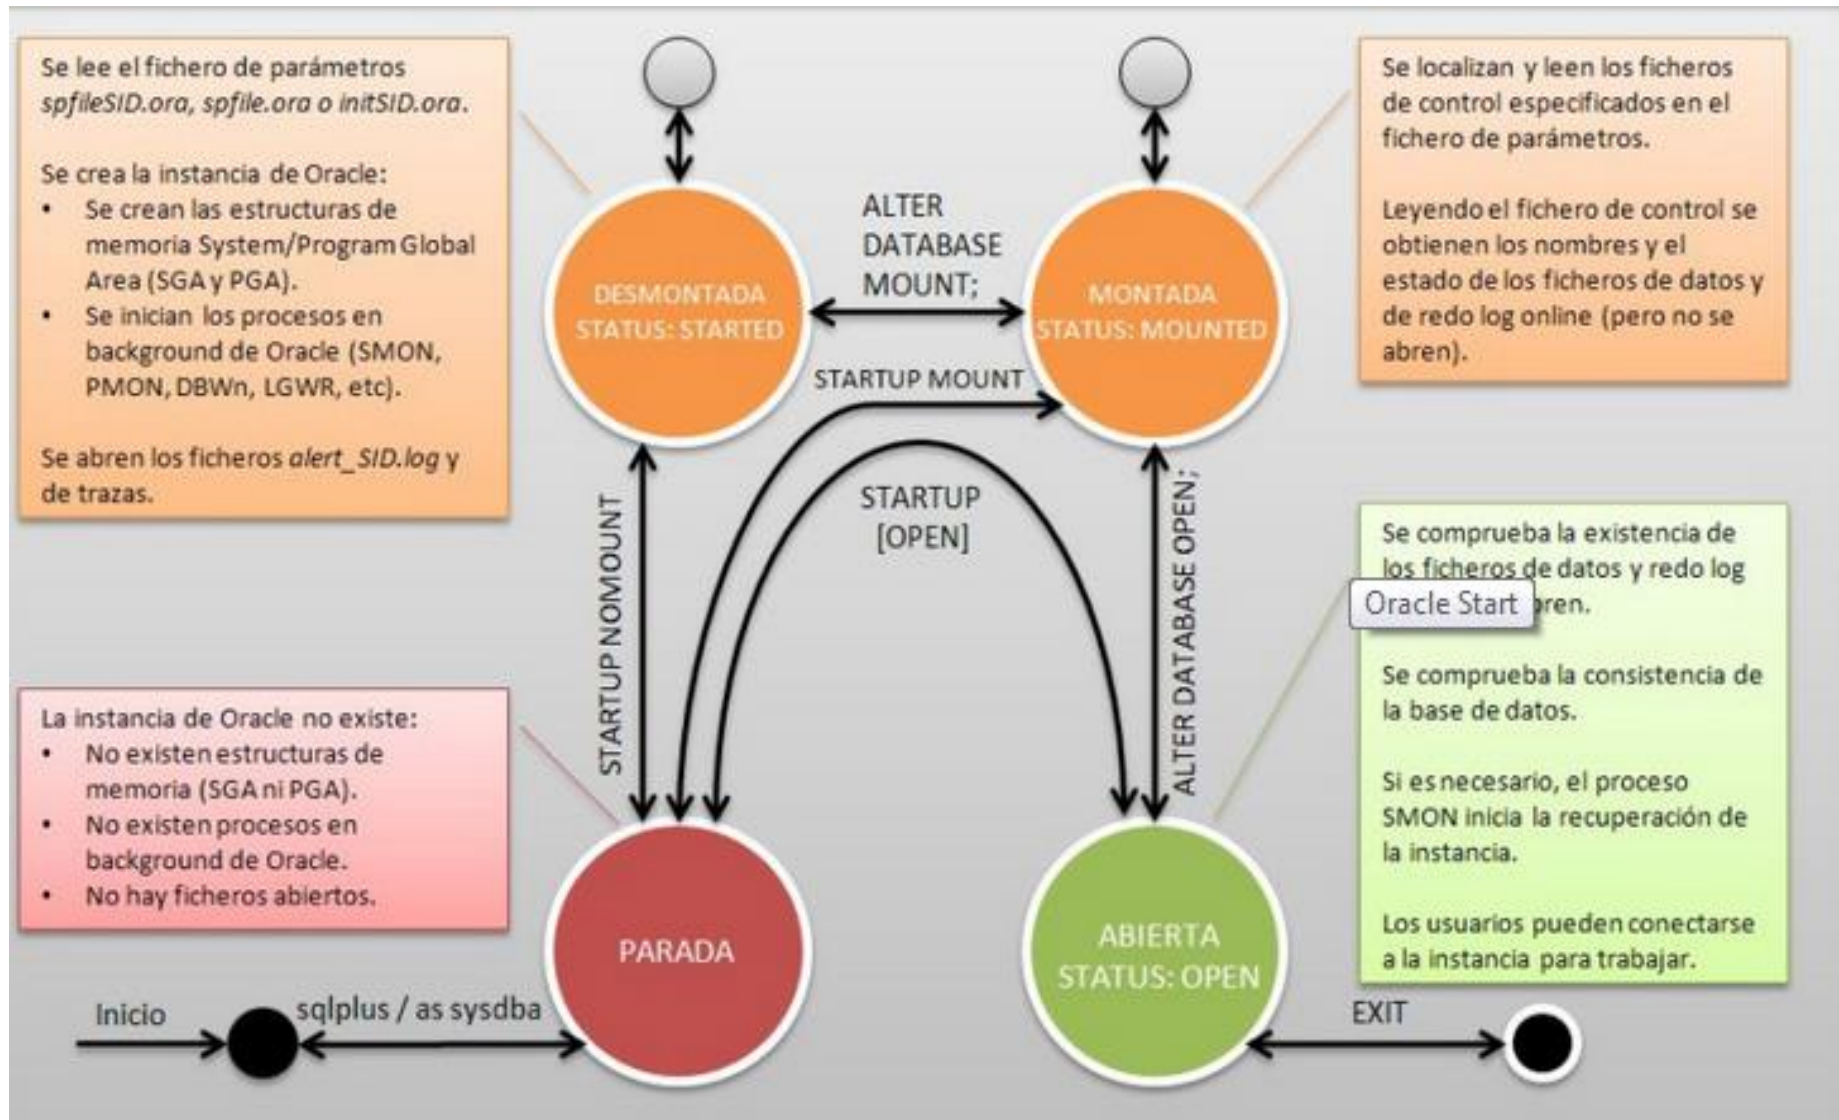 Se lee el fichero de parámetros
spfileSID.ora, spfile.ora o initSID.ora.
Se crea la instancia de Oracle:
• Se crean las estructuras de
memoria System/Program Global
Area (SGA y PGA).
• Se inician los procesos en
background de Oracle (SMON,
PMON, DBWn, LGWR, etc).
Se abren los ficheros alert_SID.log y
de trazas.
DESMONTADA
STATUS: STARTED
ALTER
DATABASE
MOUNT;
MONTADA
STATUS: MOUNTED
Se localizan y leen los ficheros
de control especificados en el
fichero de parámetros.
Leyendo el fichero de control se
obtienen los nombres y el
estado de los ficheros de datos y
de redo log online (pero no se
abren).
STARTUP MOUNT
STARTUP
[OPEN]
STARTUP NOMOUNT
ALTER DATABASE OPEN;
La instancia de Oracle no existe:
• No existen estructuras de
memoria (SGA ni PGA).
• No existen procesos en
background de Oracle.
• No hay ficheros abiertos.
PARADA
ABIERTA
STATUS: OPEN
Se comprueba la existencia de
los ficheros de datos y redo log
Oracle Start
bren.
Se comprueba la consistencia de
la base de datos.
Si es necesario, el proceso
SMON inicia la recuperación de
la instancia.
Los usuarios pueden conectarse
a la instancia para trabajar.
Inicio
sqlplus / as sysdba
EXIT